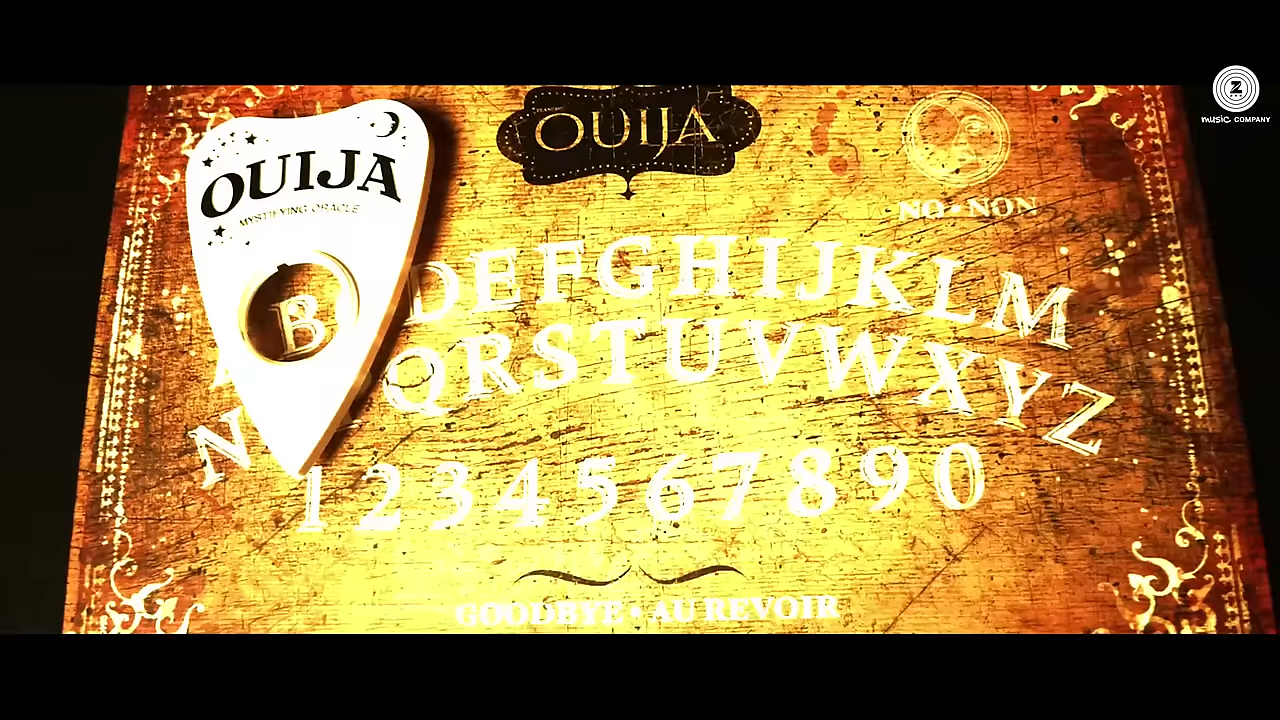 OUIJA
Z
music COMPANY
OUIJA
MYSTIFYING ORACLE
NO • NON
B DEFGHIJKLM
N QRSTUVWXYZ
1234567890
GOODBYE • AU REVOIR